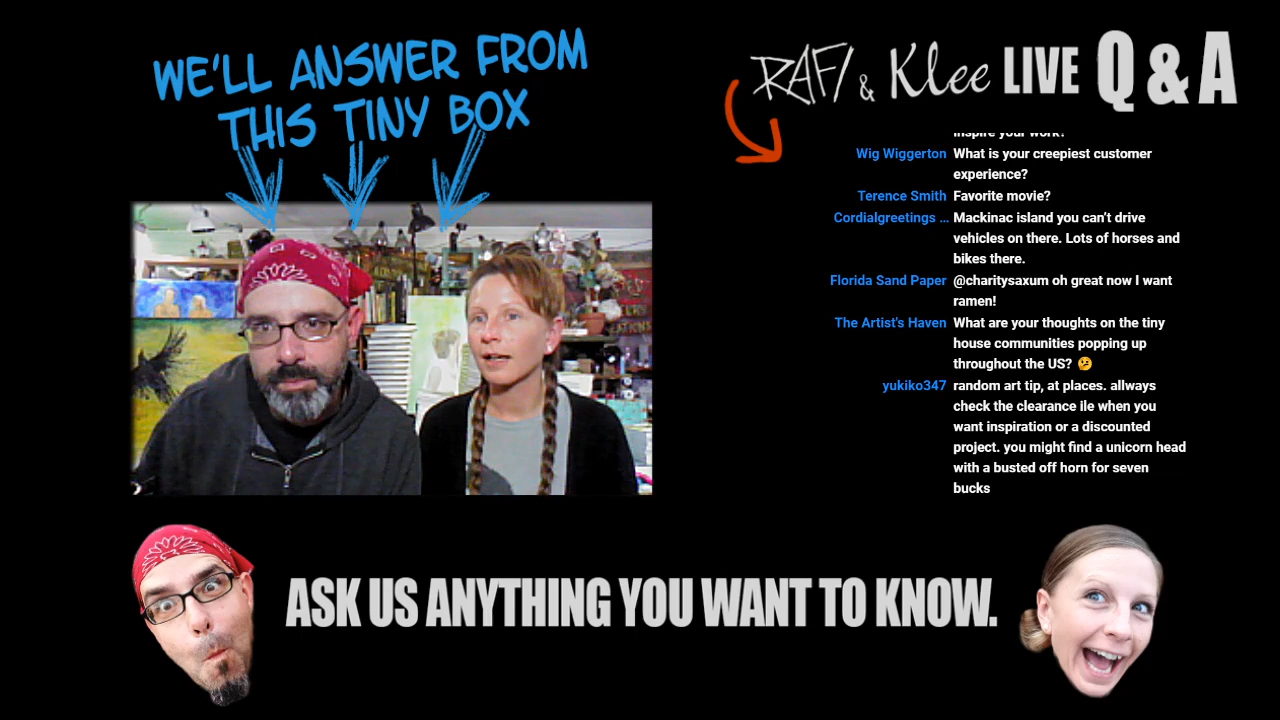 WE'LL ANSWER FROM
THIS TINY BOX
RAFI & Klee LIVE Q & A
inspire your work?
Wig Wiggerton What is your creepiest customer
experience?
Terence Smith Favorite movie?
Cordialgreetings ... Mackinac island you can't drive
vehicles on there. Lots of horses and
bikes there.
Florida Sand Paper @charitysaxum oh great now I want
ramen!
The Artist's Haven What are your thoughts on the tiny
house communities popping up
throughout the US? 🤔
yukiko347 random art tip, at places. allways
check the clearance ile when you
want inspiration or a discounted
project. you might find a unicorn head
with a busted off horn for seven
bucks
ASK US ANYTHING YOU WANT TO KNOW.